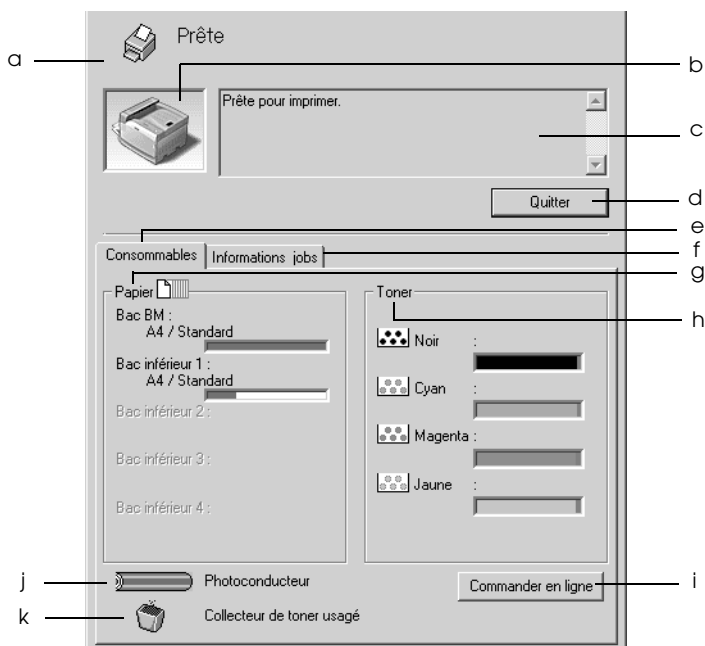 Prête
a
b
Prête pour imprimer.
c
Quitter
d
e
Consommables
Informations jobs
f
g
Papier
Toner
h
Bac BM :
A4 / Standard
Bac inférieur 1 :
A4 / Standard
Bac inférieur 2 :
Bac inférieur 3 :
Bac inférieur 4 :
Noir :
Cyan :
Magenta :
Jaune :
j
Photoconducteur
Commander en ligne
i
k
Collecteur de toner usagé